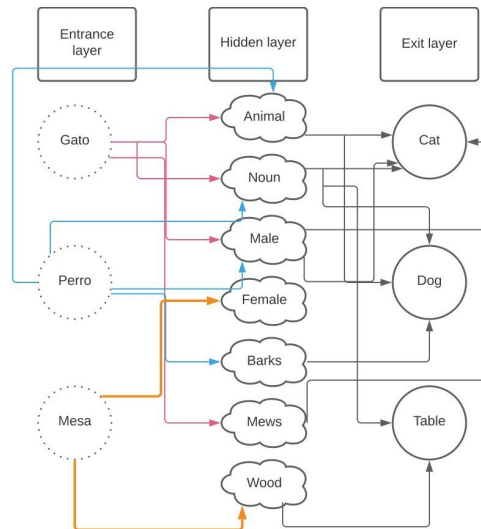 Entrance
layer
Hidden layer
Exit layer
Gato
Animal
Cat
Noun
Male
Perro
Female
Dog
Barks
Mesa
Mews
Table
Wood